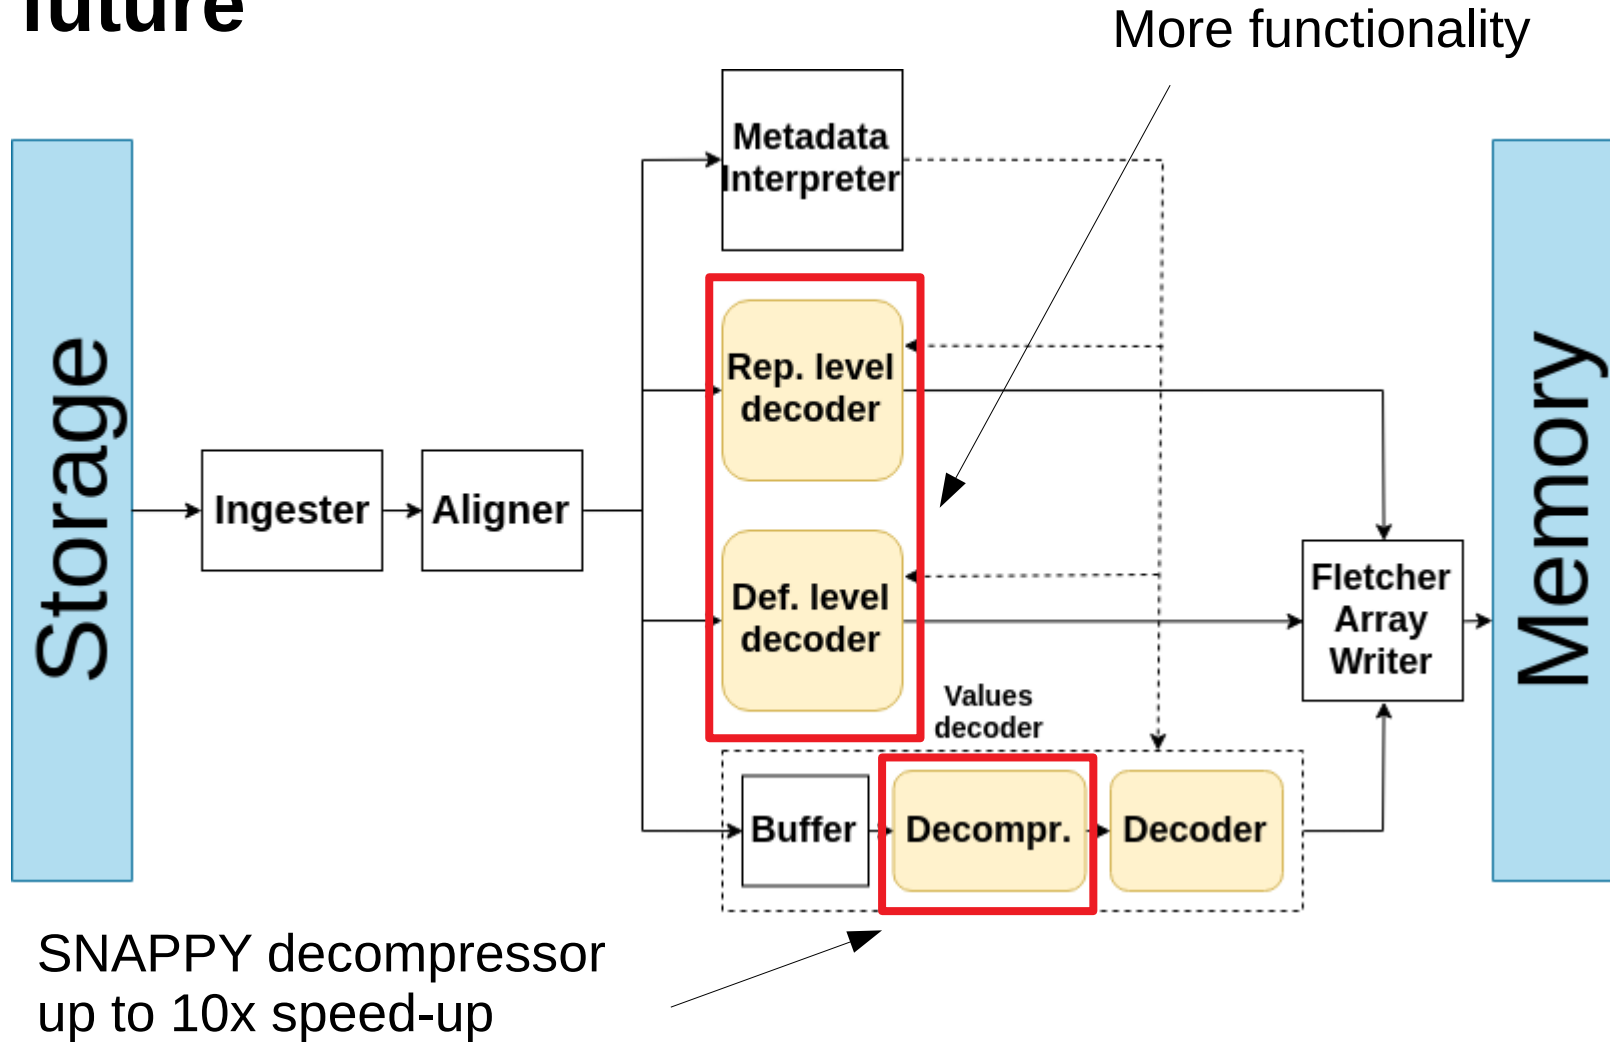 future
More functionality
Metadata
Interpreter
Storage
Ingester
Aligner
Rep. level
decoder
Def. level
decoder
Values
decoder
Buffer
Decompr.
Decoder
Fletcher
Array
Writer
Memory
SNAPPY decompressor
up to 10x speed-up